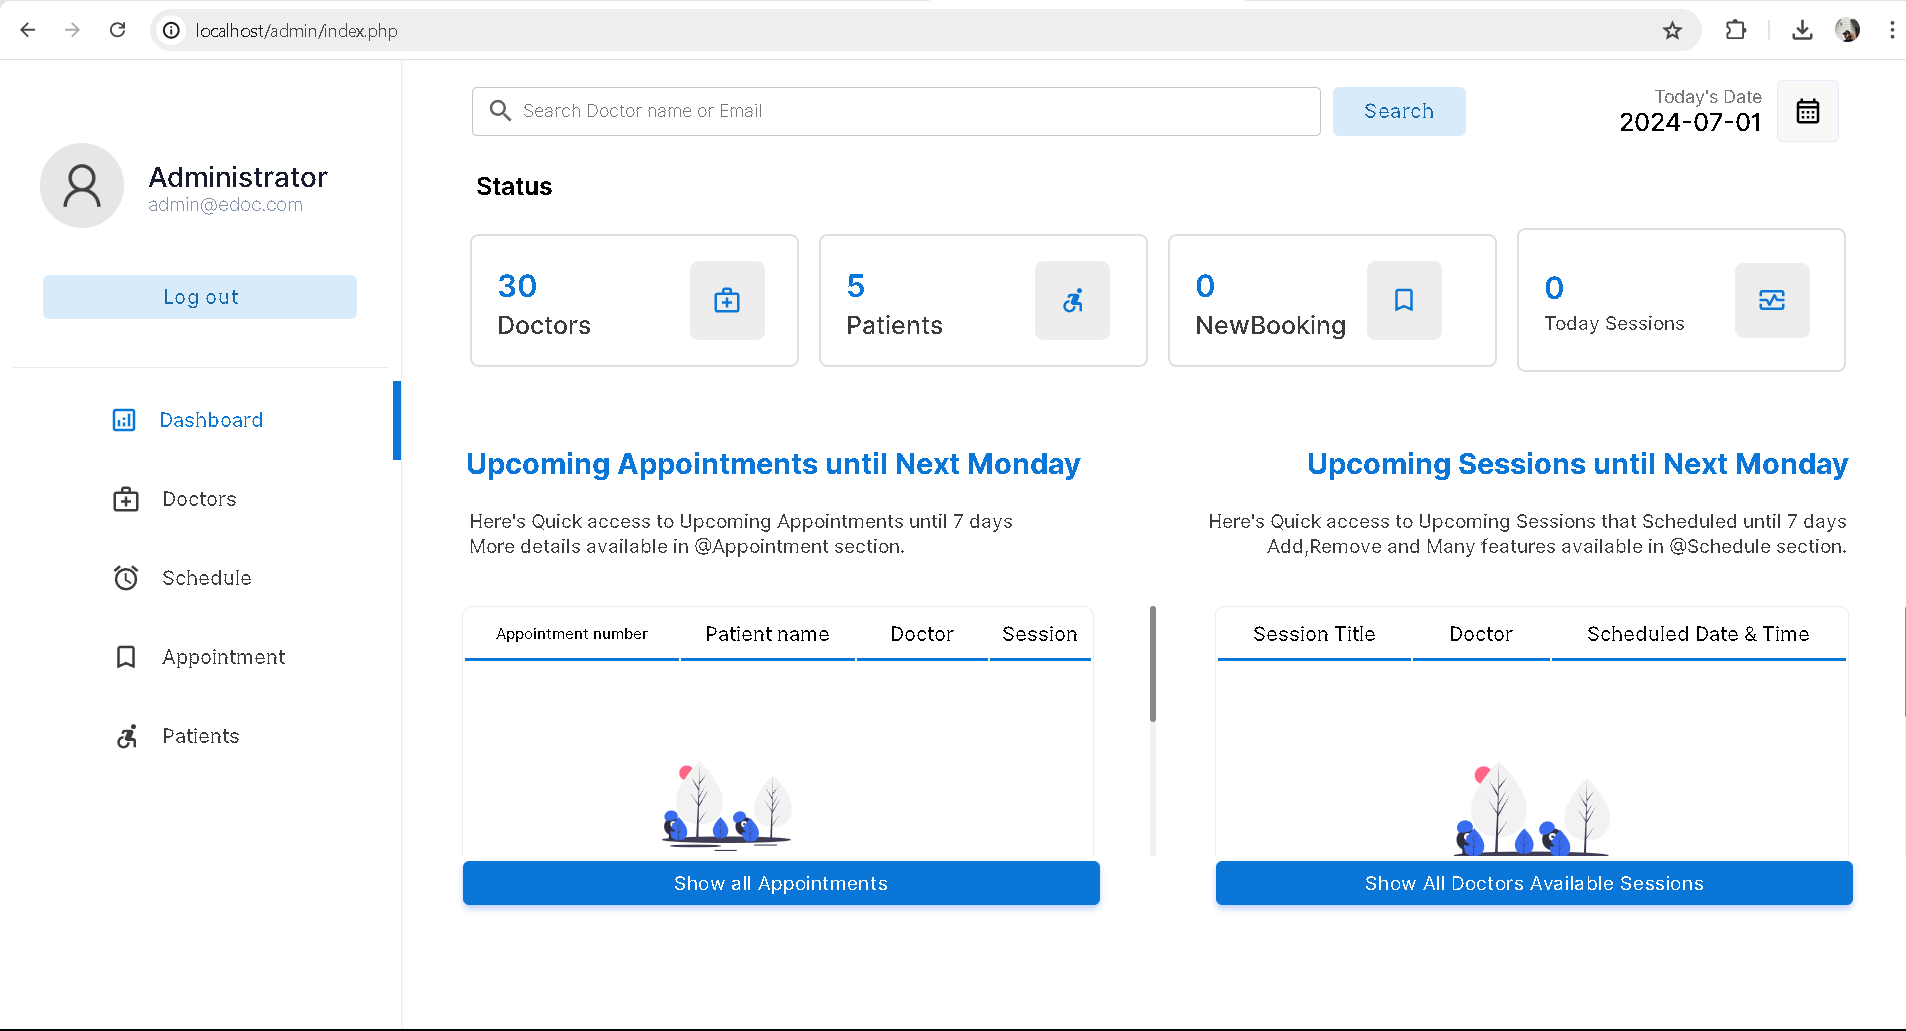 localhost/admin/index.php
Administrator
admin@edoc.com
Log out
Dashboard
Doctors
Schedule
Appointment
Patients
Search Doctor name or Email
Search
Today's Date
2024-07-01
Status
30
Doctors
5
Patients
0
NewBooking
0
Today Sessions
Upcoming Appointments until Next Monday
Here's Quick access to Upcoming Appointments until 7 days
More details available in @Appointment section.
Appointment number Patient name Doctor Session
Show all Appointments
Upcoming Sessions until Next Monday
Here's Quick access to Upcoming Sessions that Scheduled until 7 days
Add,Remove and Many features available in @Schedule section.
Session Title Doctor Scheduled Date & Time
Show All Doctors Available Sessions